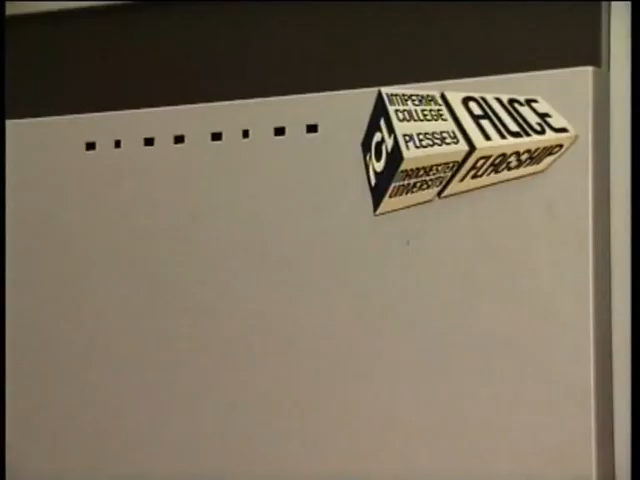 ICL
IMPERIAL
COLLEGE
PLESSEY
MANCHESTER
UNIVERSITY
ALICE
FLAGSHIP